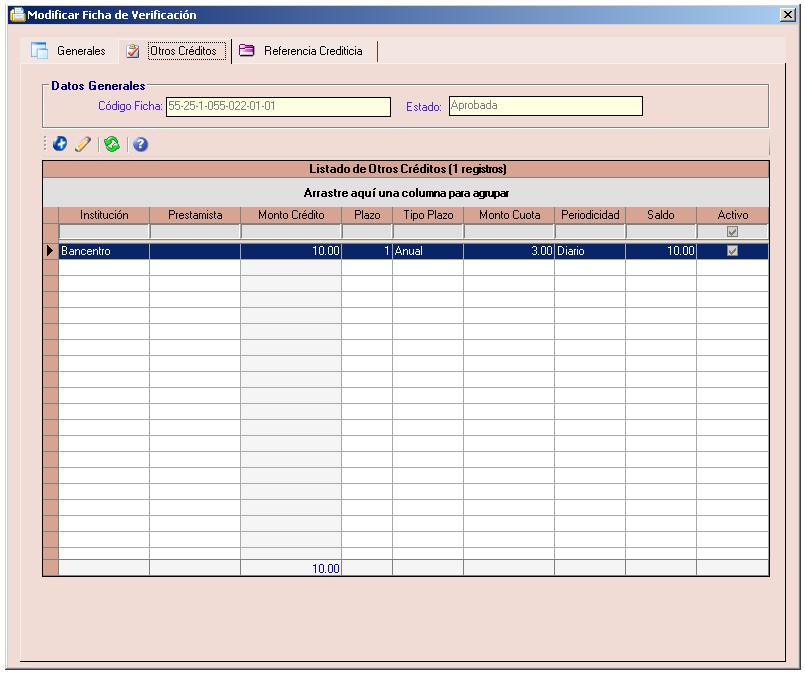 Modificar Ficha de Verificación
Generales Otros Créditos Referencia Crediticia
Datos Generales
Código Ficha: 55-25-1-055-022-01-01 Estado: Aprobada
Listado de Otros Créditos (1 registros)
Arrastre aquí una columna para agrupar
Institución Prestamista Monto Crédito Plazo Tipo Plazo Monto Cuota Periodicidad Saldo Activo
Bancentro 10.00 1 Anual 3.00 Diario 10.00
10.00